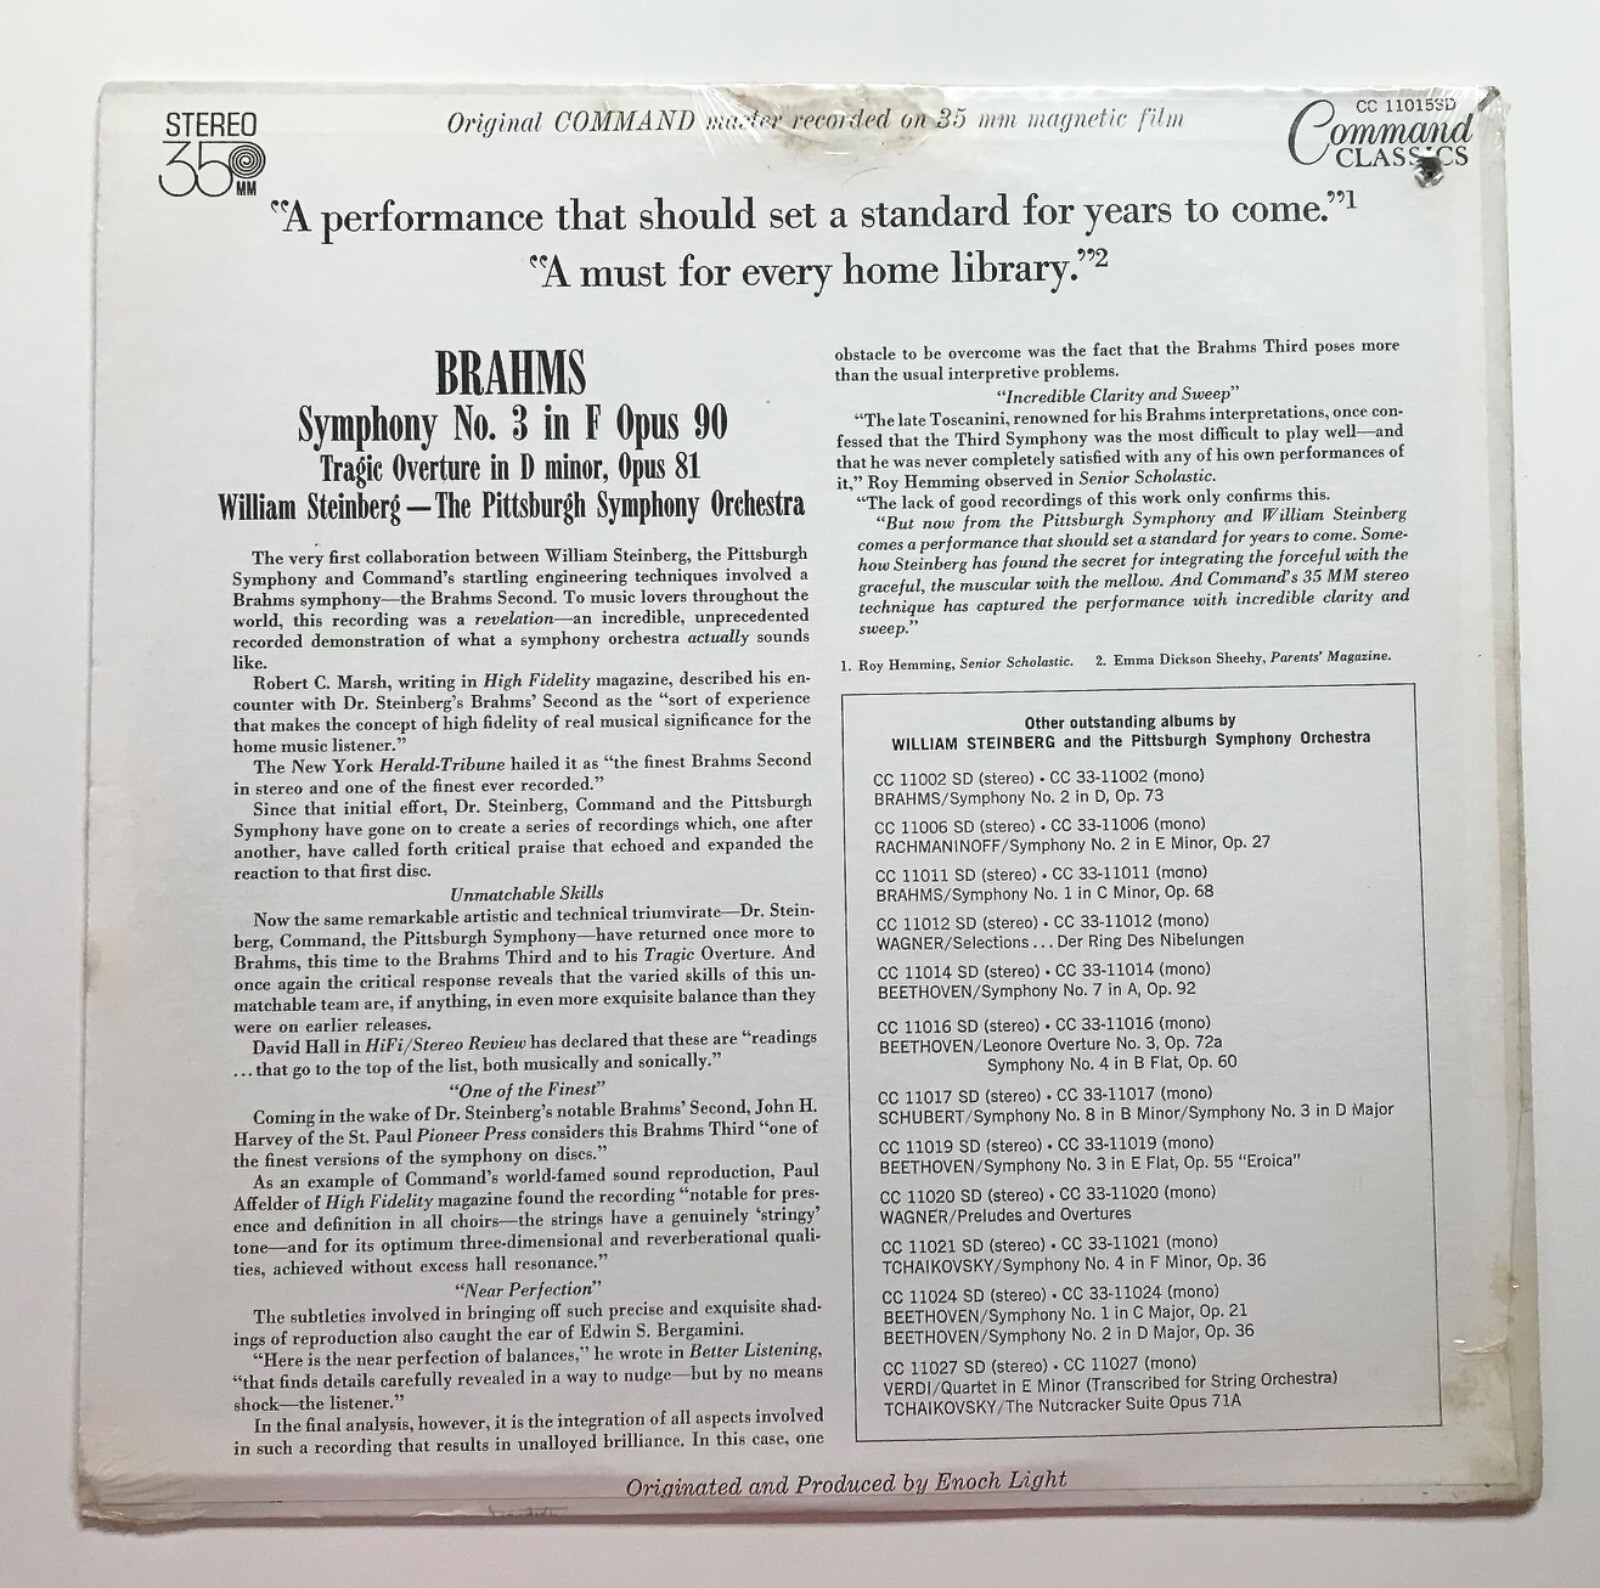 STEREO
35 MM
Original COMMAND master recorded on 35 mm magnetic film
CC 11015SD
Command
CLASSICS
“A performance that should set a standard for years to come.”1
“A must for every home library.”2
BRAHMS
Symphony No. 3 in F Opus 90
Tragic Overture in D minor, Opus 81
William Steinberg—The Pittsburgh Symphony Orchestra
The very first collaboration between William Steinberg, the Pittsburgh
Symphony and Command’s startling engineering techniques involved a
Brahms symphony—the Brahms Second. To music lovers throughout the
world, this recording was a revelation—an incredible, unprecedented
recorded demonstration of what a symphony orchestra actually sounds
like.
Robert C. Marsh, writing in High Fidelity magazine, described his en-
counter with Dr. Steinberg’s Brahms’ Second as the “sort of experience
that makes the concept of high fidelity of real musical significance for the
home music listener.”
The New York Herald-Tribune hailed it as “the finest Brahms Second
in stereo and one of the finest ever recorded.”
Since that initial effort, Dr. Steinberg, Command and the Pittsburgh
Symphony have gone on to create a series of recordings which, one after
another, have called forth critical praise that echoed and expanded the
reaction to that first disc.
Unmatchable Skills
Now the same remarkable artistic and technical triumvirate—Dr. Stein-
berg, Command, the Pittsburgh Symphony—have returned once more to
Brahms, this time to the Brahms Third and to his Tragic Overture. And
once again the critical response reveals that the varied skills of this un-
matchable team are, if anything, in even more exquisite balance than they
were on earlier releases.
David Hall in HiFi/Stereo Review has declared that these are “readings
...that go to the top of the list, both musically and sonically.”
“One of the Finest”
Coming in the wake of Dr. Steinberg’s notable Brahms’ Second, John H.
Harvey of the St. Paul Pioneer Press considers this Brahms Third “one of
the finest versions of the symphony on discs.”
As an example of Command’s world-famed sound reproduction, Paul
Affelder of High Fidelity magazine found the recording “notable for pres-
ence and definition in all choirs—the strings have a genuinely ‘stringy’
tone—and for its optimum three-dimensional and reverberational quali-
ties, achieved without excess hall resonance.”
“Near Perfection”
The subtleties involved in bringing off such precise and exquisite shad-
ings of reproduction also caught the ear of Edwin S. Bergamini.
“Here is the near perfection of balances,” he wrote in Better Listening,
“that finds details carefully revealed in a way to nudge—but by no means
shock—the listener.”
In the final analysis, however, it is the integration of all aspects involved
in such a recording that results in unalloyed brilliance. In this case, one
obstacle to be overcome was the fact that the Brahms Third poses more
than the usual interpretive problems.
“Incredible Clarity and Sweep”
“The late Toscanini, renowned for his Brahms interpretations, once con-
fessed that the Third Symphony was the most difficult to play well—and
that he was never completely satisfied with any of his own performances of
it,” Roy Hemming observed in Senior Scholastic.
“The lack of good recordings of this work only confirms this.
“But now from the Pittsburgh Symphony and William Steinberg
comes a performance that should set a standard for years to come. Some-
how Steinberg has found the secret for integrating the forceful with the
graceful, the muscular with the mellow. And Command’s 35 MM stereo
technique has captured the performance with incredible clarity and
sweep.”
1. Roy Hemming, Senior Scholastic. 2. Emma Dickson Sheehy, Parents’ Magazine.
Other outstanding albums by
WILLIAM STEINBERG and the Pittsburgh Symphony Orchestra
CC 11002 SD (stereo) • CC 33-11002 (mono)
BRAHMS/Symphony No. 2 in D, Op. 73
CC 11006 SD (stereo) • CC 33-11006 (mono)
RACHMANINOFF/Symphony No. 2 in E Minor, Op. 27
CC 11011 SD (stereo) • CC 33-11011 (mono)
BRAHMS/Symphony No. 1 in C Minor, Op. 68
CC 11012 SD (stereo) • CC 33-11012 (mono)
WAGNER/Selections... Der Ring Des Nibelungen
CC 11014 SD (stereo) • CC 33-11014 (mono)
BEETHOVEN/Symphony No. 7 in A, Op. 92
CC 11016 SD (stereo) • CC 33-11016 (mono)
BEETHOVEN/Leonore Overture No. 3, Op. 72a
Symphony No. 4 in B Flat, Op. 60
CC 11017 SD (stereo) • CC 33-11017 (mono)
SCHUBERT/Symphony No. 8 in B Minor/Symphony No. 3 in D Major
CC 11019 SD (stereo) • CC 33-11019 (mono)
BEETHOVEN/Symphony No. 3 in E Flat, Op. 55 “Eroica”
CC 11020 SD (stereo) • CC 33-11020 (mono)
WAGNER/Preludes and Overtures
CC 11021 SD (stereo) • CC 33-11021 (mono)
TCHAIKOVSKY/Symphony No. 4 in F Minor, Op. 36
CC 11024 SD (stereo) • CC 33-11024 (mono)
BEETHOVEN/Symphony No. 1 in C Major, Op. 21
BEETHOVEN/Symphony No. 2 in D Major, Op. 36
CC 11027 SD (stereo) • CC 11027 (mono)
VERDI/Quartet in E Minor (Transcribed for String Orchestra)
TCHAIKOVSKY/The Nutcracker Suite Opus 71A
Originated and Produced by Enoch Light